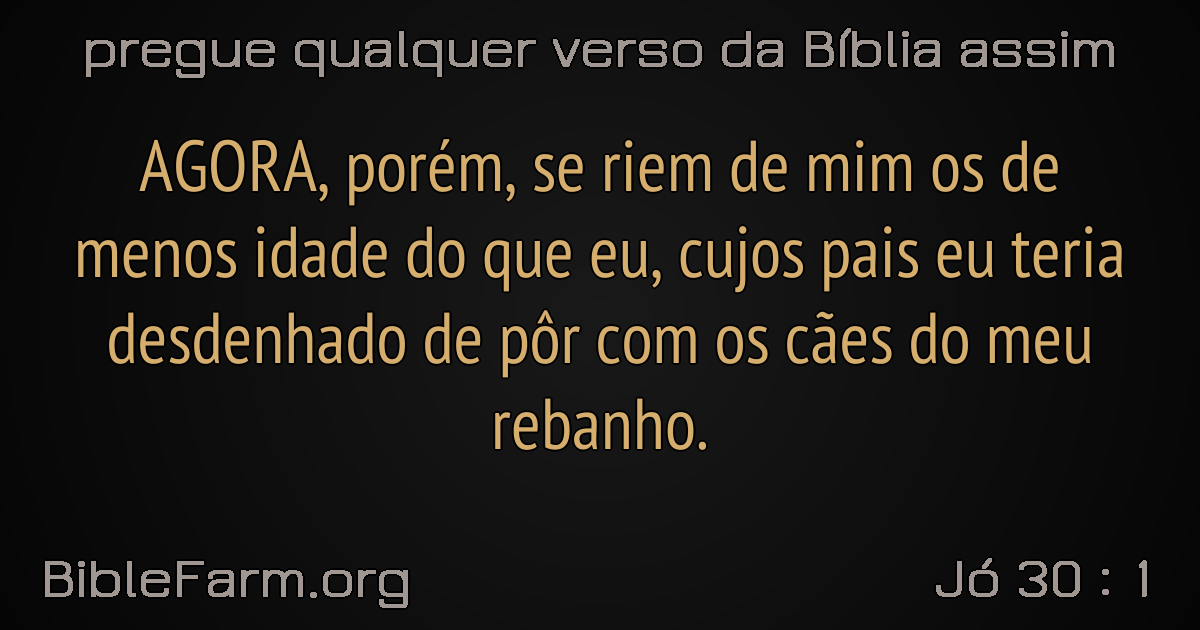 pregue qualquer verso da Bíblia assim
AGORA, porém, se riem de mim os de
menos idade do que eu, cujos pais eu teria
desdenhado de pôr com os cães do meu
rebanho.
BibleFarm.org
Jó 30 : 1